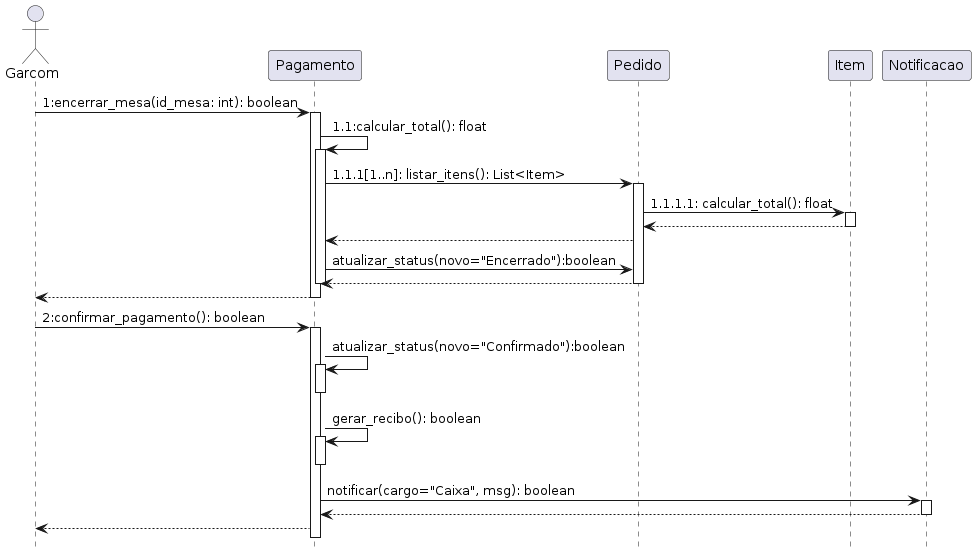 Garcom
Pagamento
Pedido
Item
Notificacao
1:encerrar_mesa(id_mesa: int): boolean
1.1:calcular_total(): float
1.1.1[1..n]: listar_itens(): List<Item>
1.1.1.1: calcular_total(): float
atualizar_status(novo="Encerrado"):boolean
2:confirmar_pagamento(): boolean
atualizar_status(novo="Confirmado"):boolean
gerar_recibo(): boolean
notificar(cargo="Caixa", msg): boolean